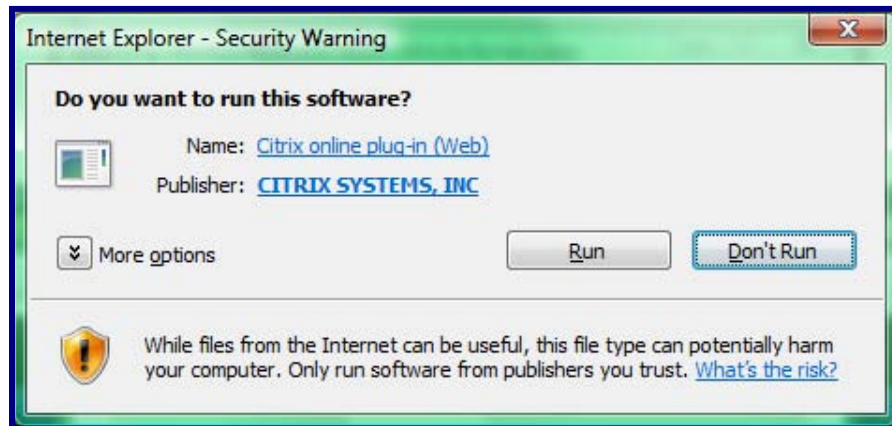 Internet Explorer - Security Warning
X
Do you want to run this software?
Name: Citrix online plug-in (Web)
Publisher: CITRIX SYSTEMS, INC
More options
Run
Don't Run
While files from the Internet can be useful, this file type can potentially harm
your computer. Only run software from publishers you trust. What's the risk?